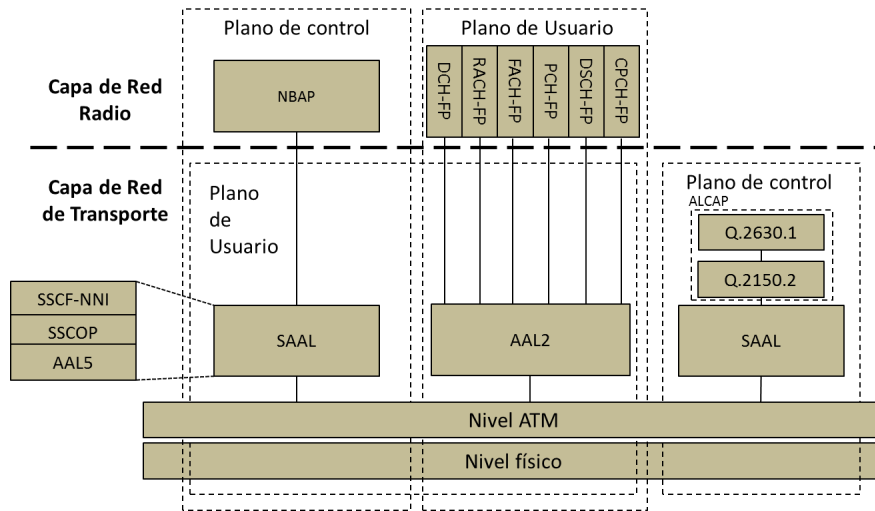 Plano de control
Plano de Usuario
Capa de Red
Radio
NBAP
DCH-FP
RACH-FP
FACH-FP
PCH-FP
DSCH-FP
CPCH-FP
Capa de Red
de Transporte
Plano
de
Usuario
Plano de control
ALCAP
Q.2630.1
Q.2150.2
SSCF-NNI
SSCOP
AAL5
SAAL
AAL2
SAAL
Nivel ATM
Nivel físico